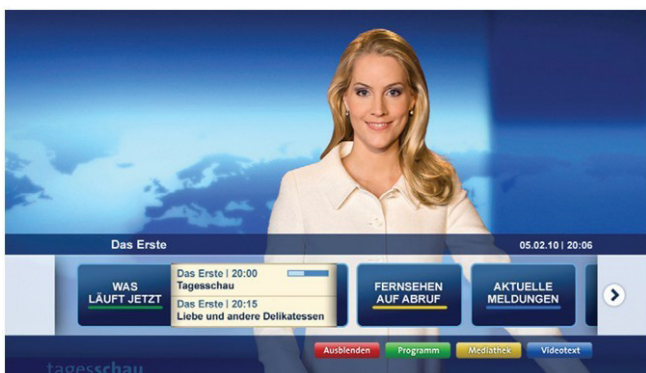 Das Erste
05.02.10 | 20:06
WAS
LÄUFT JETZT
Das Erste | 20:00
Tagesschau
Das Erste | 20:15
Liebe und andere Delikatessen
FERNSEHEN
AUF ABRUF
AKTUELLE
MELDUNGEN
Ausblenden
Programm
Mediathek
Videotext
tagesschau